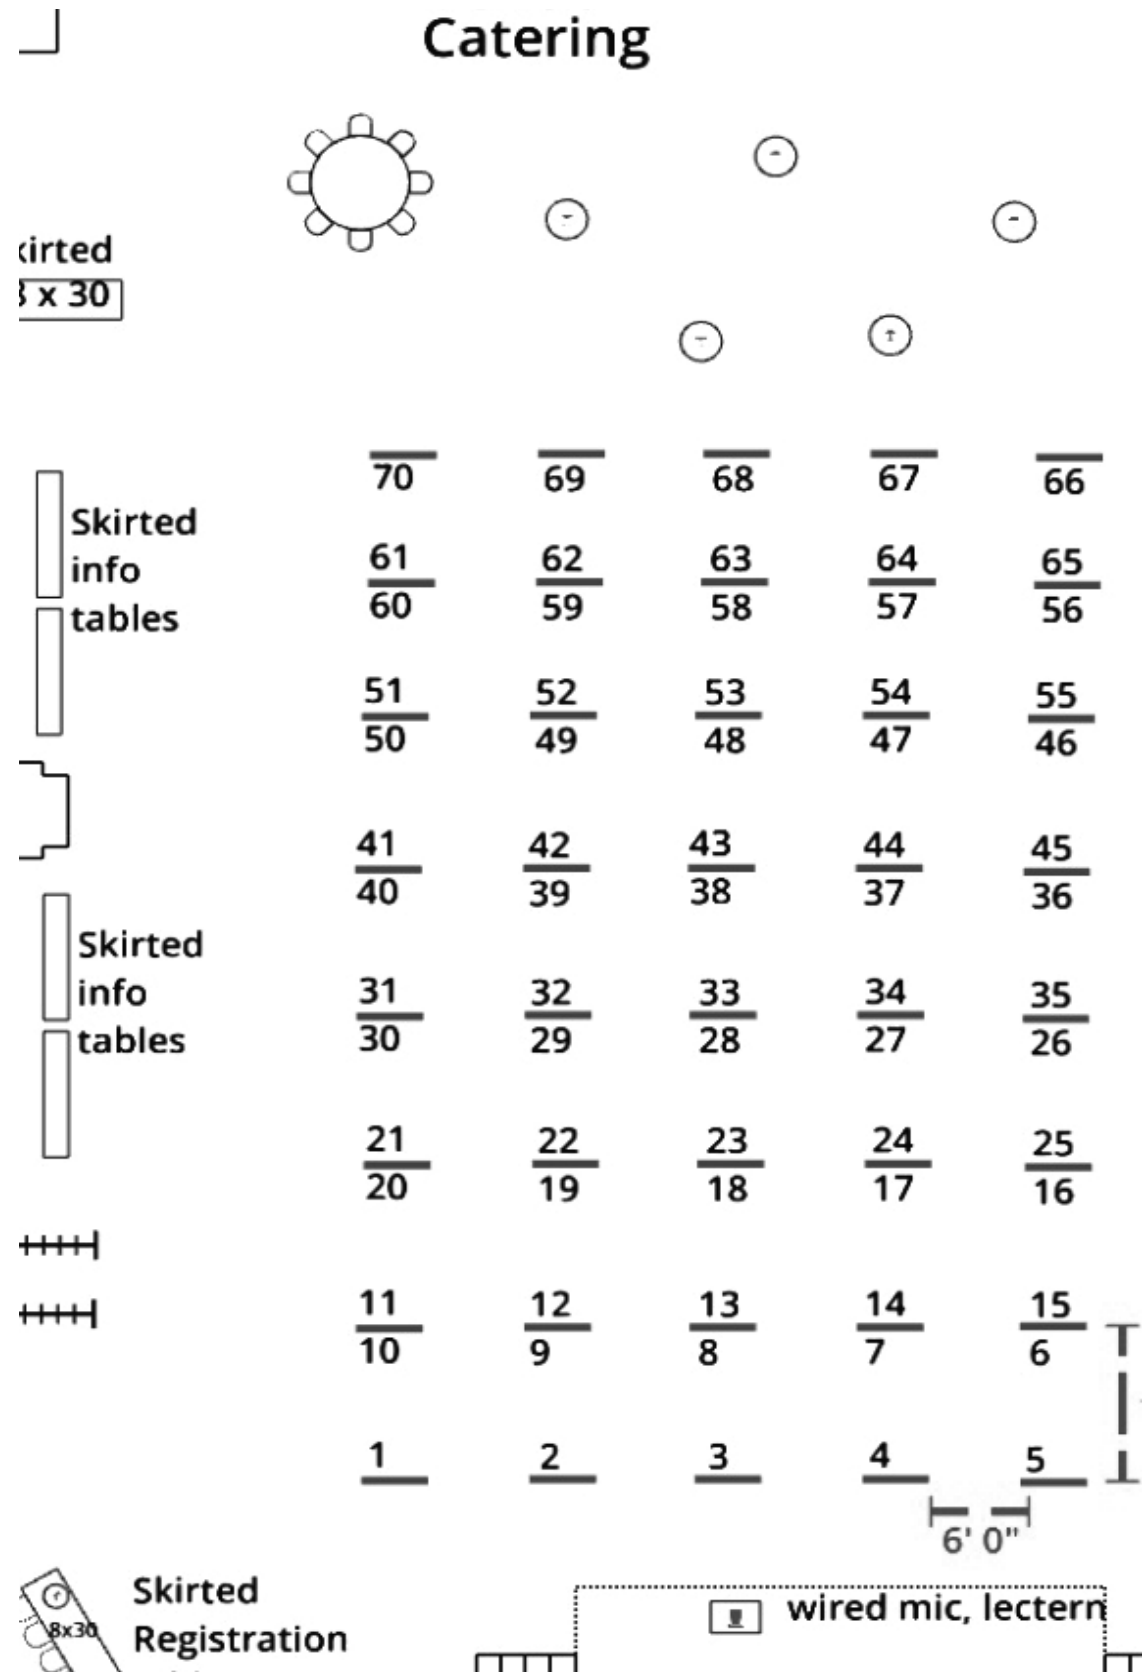 Catering
kirted
8 x 30
70 69 68 67 66
Skirted
info
tables
61 62 63 64 65
60 59 58 57 56
51 52 53 54 55
50 49 48 47 46
41 42 43 44 45
40 39 38 37 36
Skirted
info
tables
31 32 33 34 35
30 29 28 27 26
21 22 23 24 25
20 19 18 17 16
11 12 13 14 15
10 9 8 7 6
1 2 3 4 5
6' 0"
Skirted
Registration
8x30
wired mic, lectern